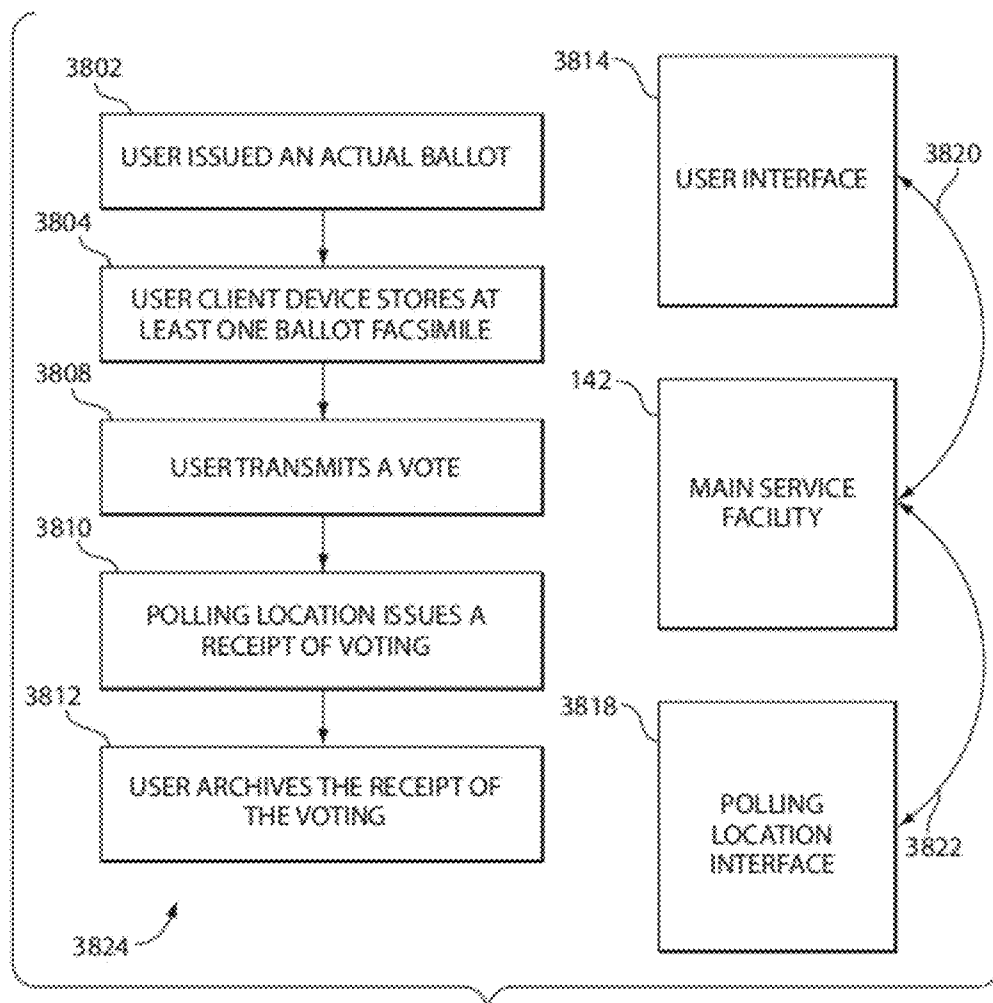 3802
USER ISSUED AN ACTUAL BALLOT
3804
USER CLIENT DEVICE STORES AT
LEAST ONE BALLOT FACSIMILE
3808
USER TRANSMITS A VOTE
3810
POLLING LOCATION ISSUES A
RECEIPT OF VOTING
3812
USER ARCHIVES THE RECEIPT OF
THE VOTING
3824
3814
USER INTERFACE
3820
142
MAIN SERVICE
FACILITY
3818
POLLING
LOCATION
INTERFACE
3822